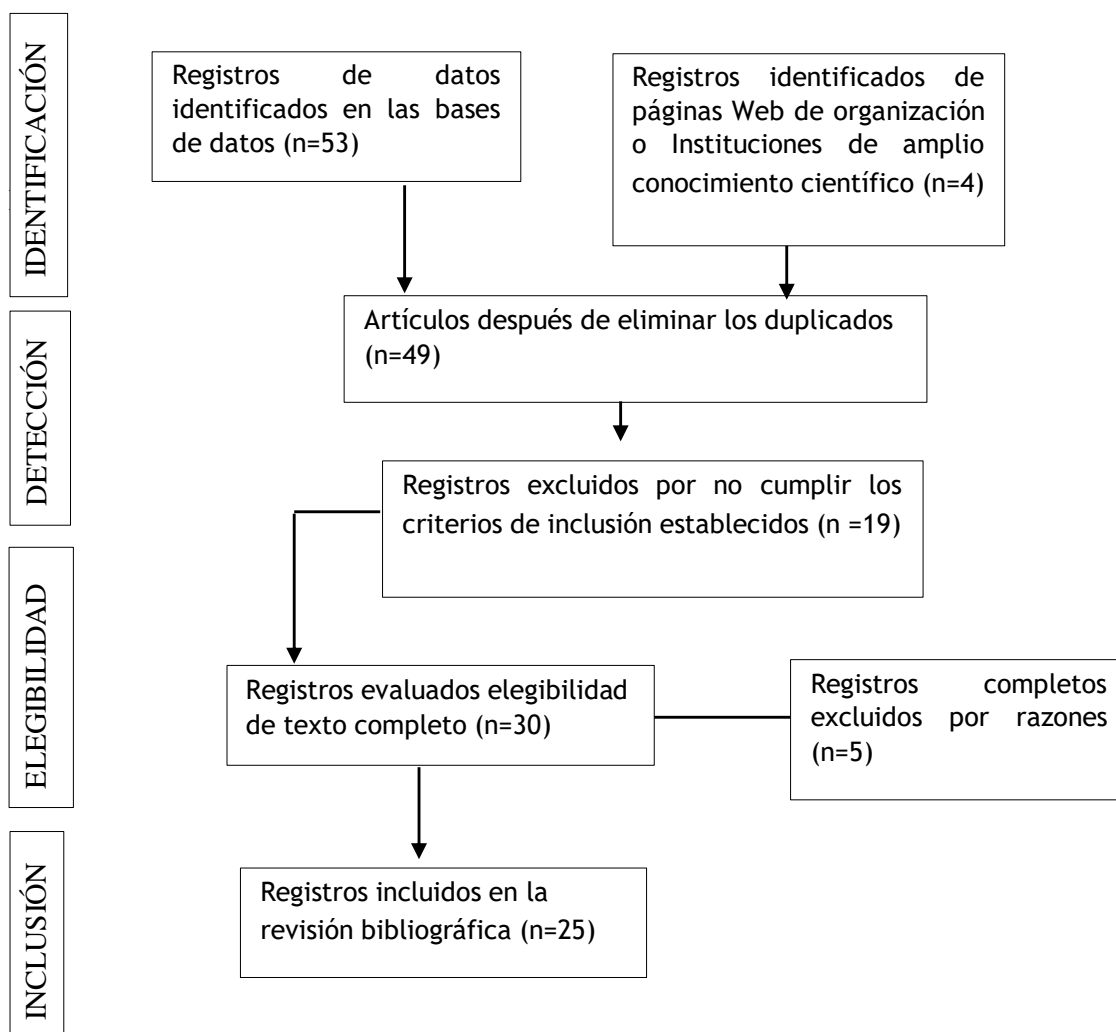 IDENTIFICACIÓN
Registros de datos
identificados en las bases
de datos (n=53)
Registros identificados de
páginas Web de organización
o Instituciones de amplio
conocimiento científico (n=4)
DETECCIÓN
Artículos después de eliminar los duplicados
(n=49)
Registros excluidos por no cumplir los
criterios de inclusión establecidos (n =19)
ELEGIBILIDAD
Registros evaluados elegibilidad
de texto completo (n=30)
Registros completos
excluidos por razones
(n=5)
INCLUSIÓN
Registros incluidos en la
revisión bibliográfica (n=25)